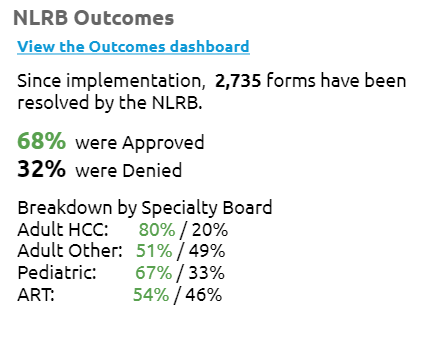 NLRB Outcomes
View the Outcomes dashboard
Since implementation, 2,735 forms have been
resolved by the NLRB.
68% were Approved
32% were Denied
Breakdown by Specialty Board
Adult HCC: 80% / 20%
Adult Other: 51% / 49%
Pediatric: 67% / 33%
ART: 54% / 46%